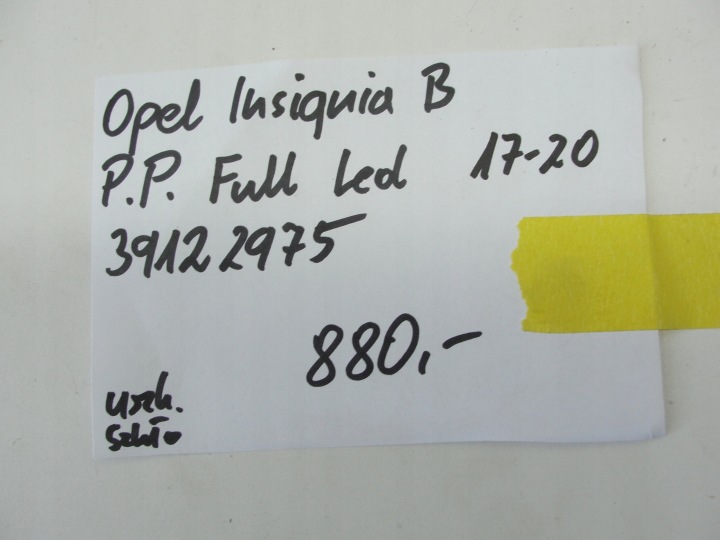 Opel Insignia B
P.P. Full Led 17-20
39122975
880,-
uszk.
szkło